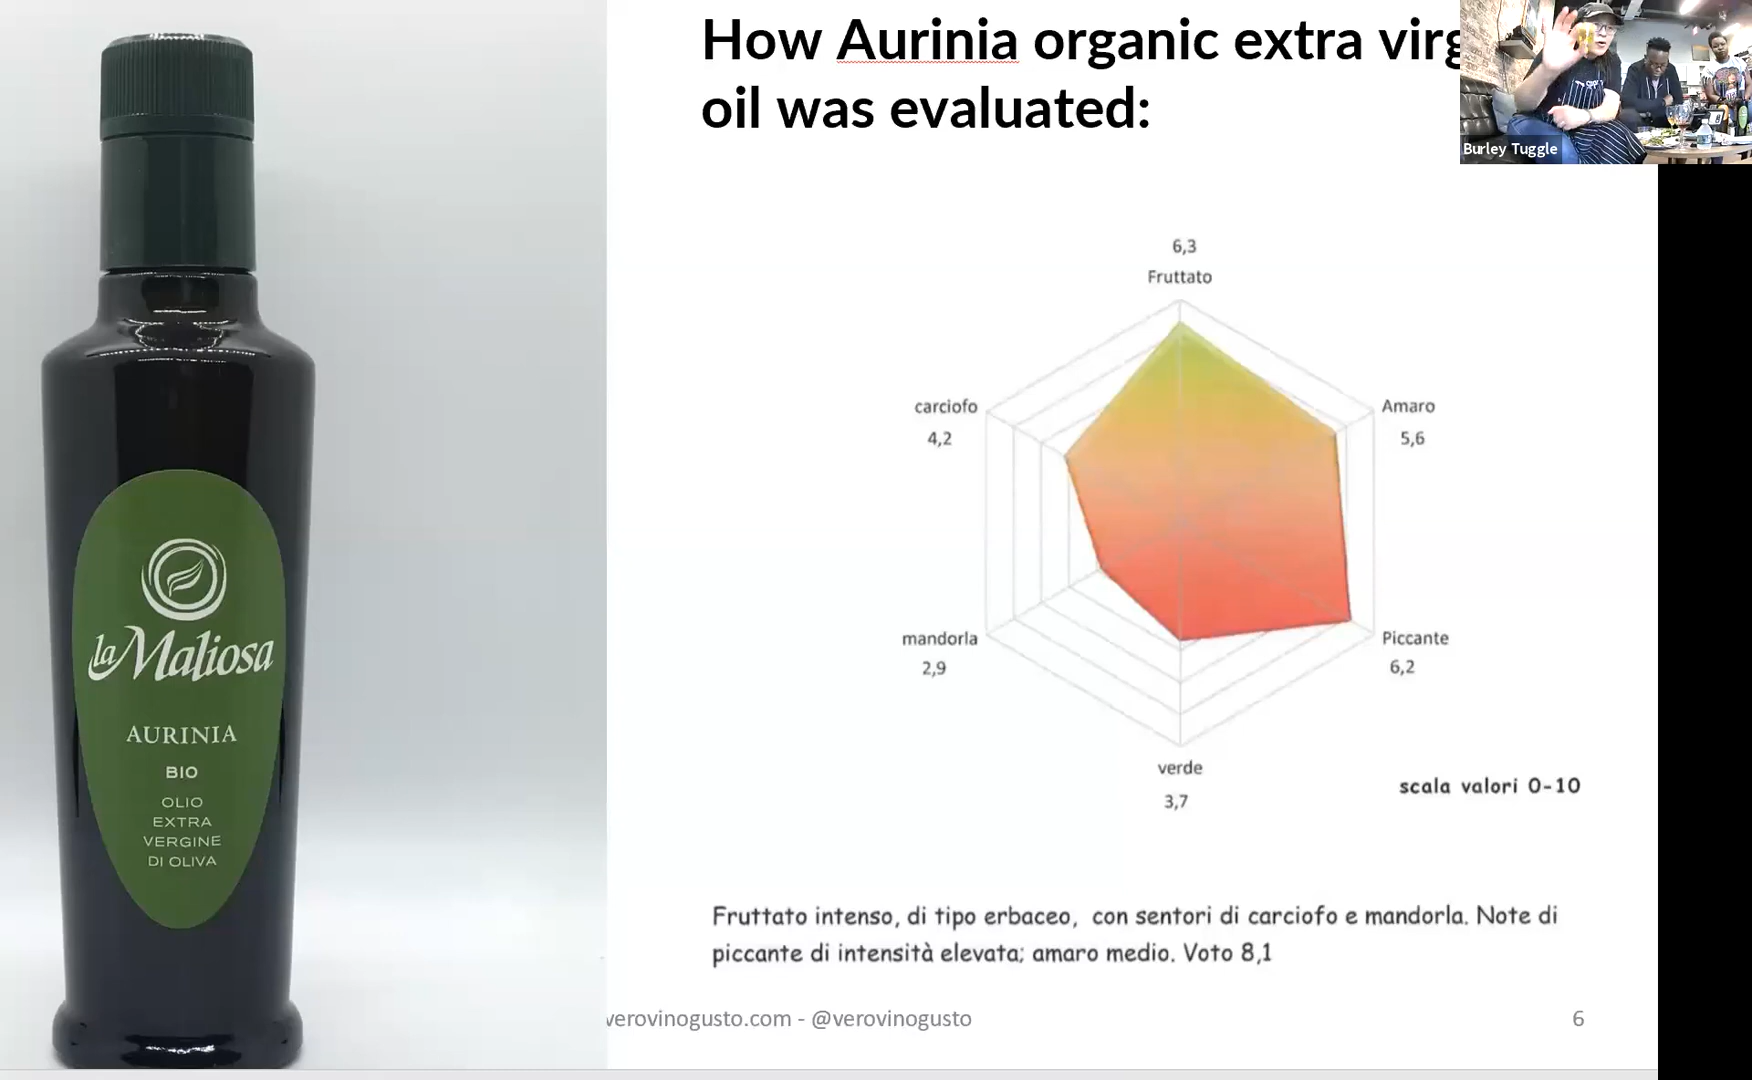 How Aurinia organic extra
oil was evaluated:
Burley Tuggle
6,3
Fruttato
carciofo
4,2
Amaro
5,6
mandorla
2,9
Piccante
6,2
verde
3,7
scala valori 0-10
Fruttato intenso, di tipo erbaceo, con sentori di carciofo e mandorla. Note di
piccante di intensità elevata; amaro medio. Voto 8,1
verovinogusto.com - @verovinogusto
6
la Maliosa
AURINIA
BIO
OLIO
EXTRA
VERGINE
DI OLIVA